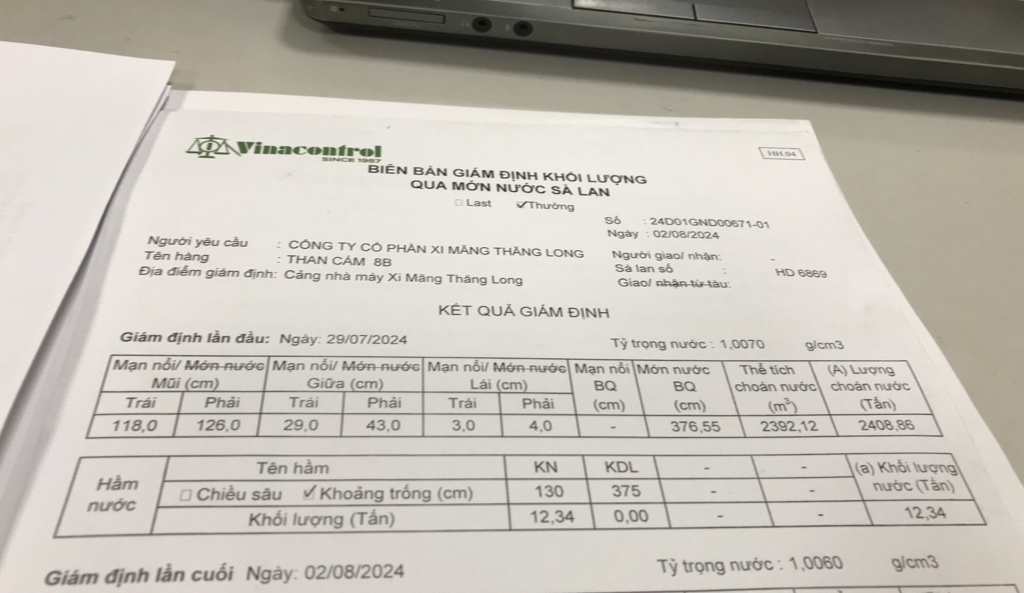 Vinacontrol
SINCE 1957
BIÊN BẢN GIÁM ĐỊNH KHỐI LƯỢNG
QUA MỚN NƯỚC SÀ LAN
□ Last ✓Thường
Số : 24D01GND00671-01
Ngày : 02/08/2024
Người yêu cầu : CÔNG TY CỔ PHẦN XI MĂNG THĂNG LONG
Người giao/ nhận: -
Tên hàng : THAN CÁM 8B
Sà lan số : HD 6869
Địa điểm giám định: Cảng nhà máy Xi Măng Thăng Long
Giao/ nhận từ tàu:
KẾT QUẢ GIÁM ĐỊNH
Giám định lần đầu: Ngày: 29/07/2024 Tỷ trọng nước : 1,0070 g/cm3
Mạn nổi/ Mớn nước Mũi (cm) Mạn nổi/ Mớn nước Giữa (cm) Mạn nổi/ Mớn nước Lái (cm) Mạn nổi BQ (cm) Mớn nước BQ (cm) Thể tích choán nước (m³) (A) Lượng choán nước (Tấn)
Trái Phải Trái Phải Trái Phải
118,0 126,0 29,0 43,0 3,0 4,0 - 376,55 2392,12 2408,86
Hầm nước
Tên hầm KN KDL - - (a) Khối lượng nước (Tấn)
□ Chiều sâu ✓ Khoảng trống (cm) 130 375 - -
Khối lượng (Tấn) 12,34 0,00 - - 12,34
Giám định lần cuối Ngày: 02/08/2024 Tỷ trọng nước : 1,0060 g/cm3